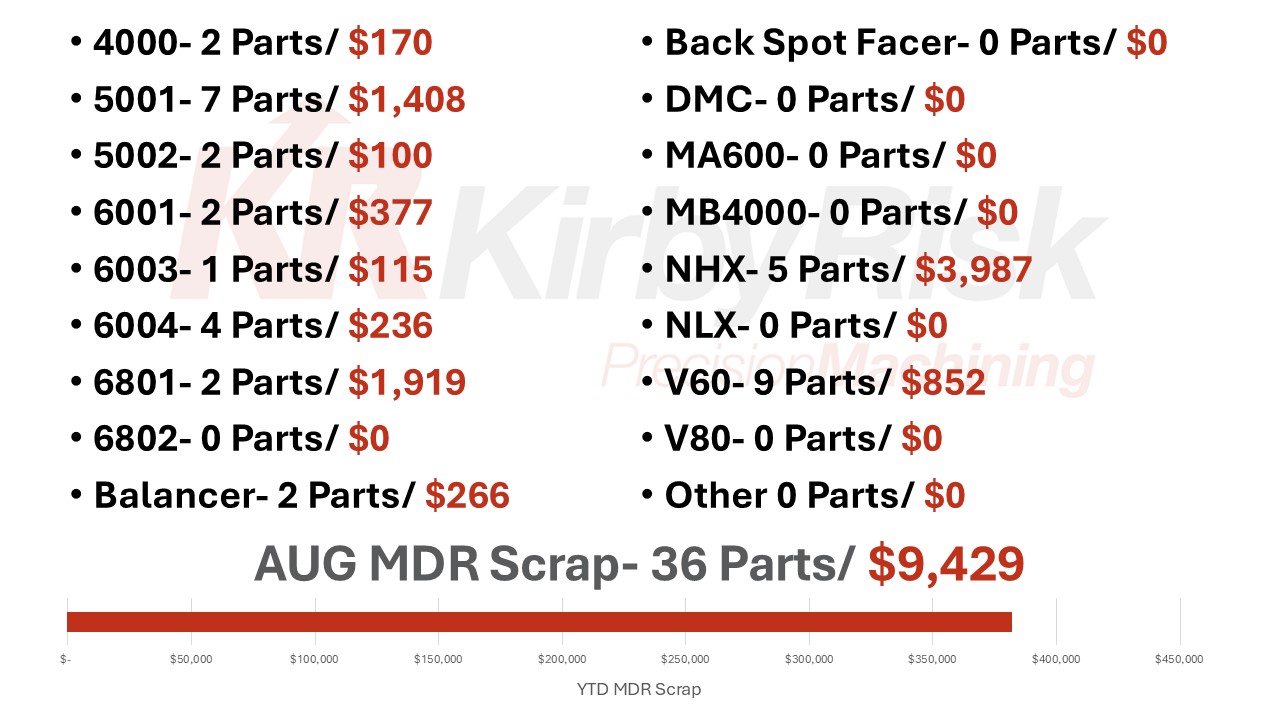 • 4000- 2 Parts/ $170
• 5001- 7 Parts/ $1,408
• 5002- 2 Parts/ $100
• 6001- 2 Parts/ $377
• 6003- 1 Parts/ $115
• 6004- 4 Parts/ $236
• 6801- 2 Parts/ $1,919
• 6802- 0 Parts/ $0
• Balancer- 2 Parts/ $266
• Back Spot Facer- 0 Parts/ $0
• DMC- 0 Parts/ $0
• MA600- 0 Parts/ $0
• MB4000- 0 Parts/ $0
• NHX- 5 Parts/ $3,987
• NLX- 0 Parts/ $0
• V60- 9 Parts/ $852
• V80- 0 Parts/ $0
• Other 0 Parts/ $0
KR KirbyRisk
PrecisionMachining
AUG MDR Scrap- 36 Parts/ $9,429
$- $50,000 $100,000 $150,000 $200,000 $250,000 $300,000 $350,000 $400,000 $450,000
YTD MDR Scrap